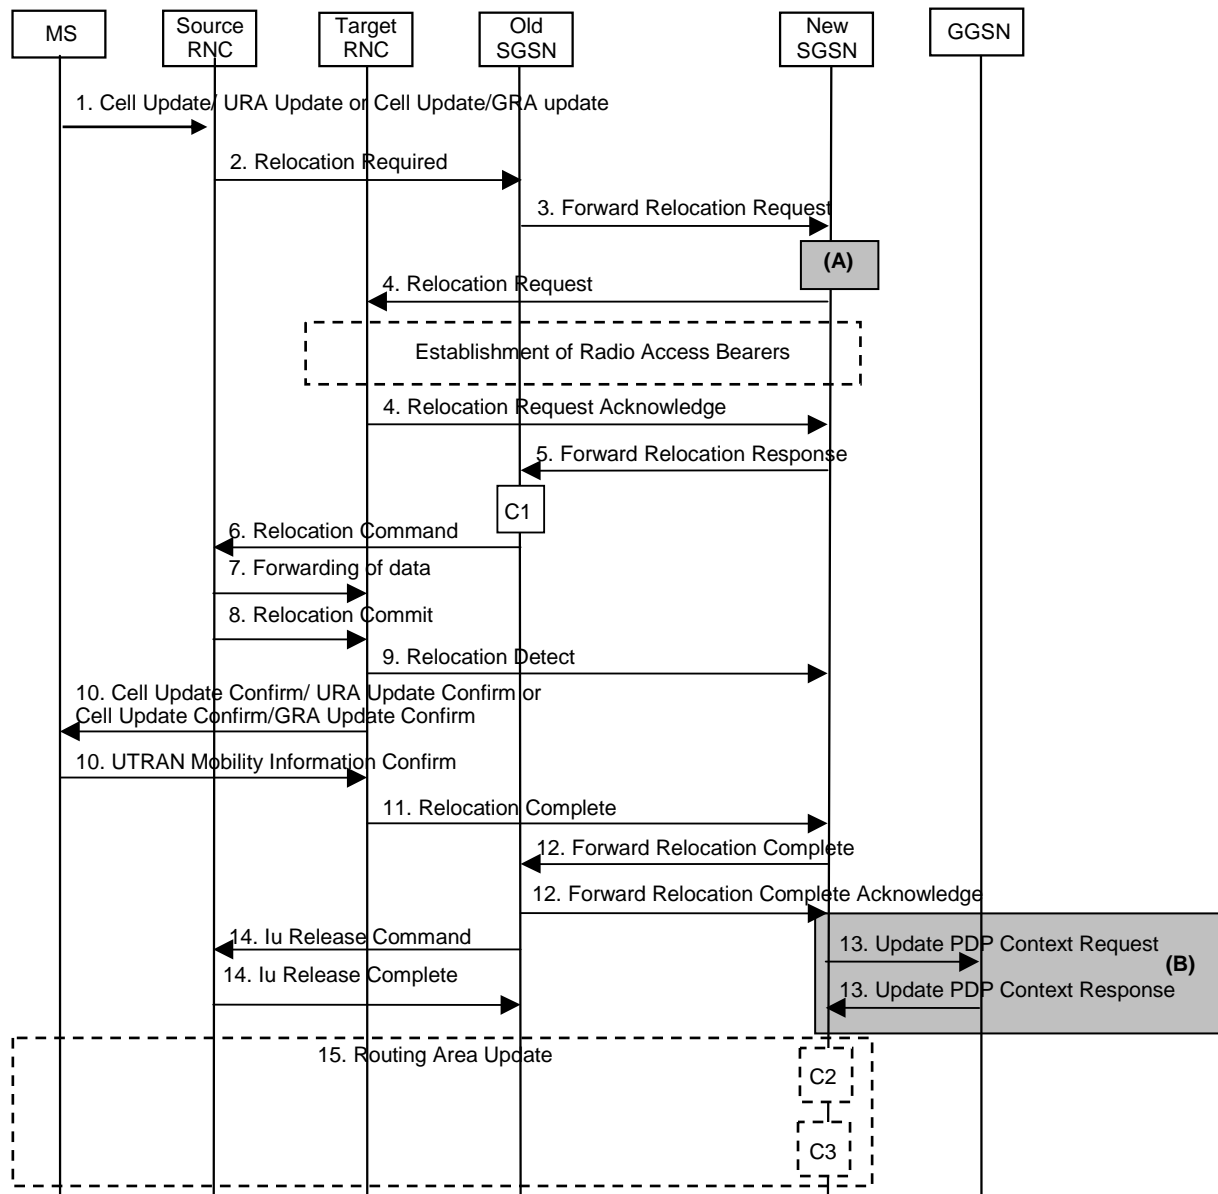 MS
Source
RNC
Target
RNC
Old
SGSN
New
SGSN
GGSN
1. Cell Update/ URA Update or Cell Update/GRA update
2. Relocation Required
3. Forward Relocation Request
(A)
4. Relocation Request
Establishment of Radio Access Bearers
4. Relocation Request Acknowledge
5. Forward Relocation Response
C1
6. Relocation Command
7. Forwarding of data
8. Relocation Commit
9. Relocation Detect
10. Cell Update Confirm/ URA Update Confirm or
Cell Update Confirm/GRA Update Confirm
10. UTRAN Mobility Information Confirm
11. Relocation Complete
12. Forward Relocation Complete
12. Forward Relocation Complete Acknowledge
14. Iu Release Command
13. Update PDP Context Request
(B)
14. Iu Release Complete
13. Update PDP Context Response
15. Routing Area Update
C2
C3